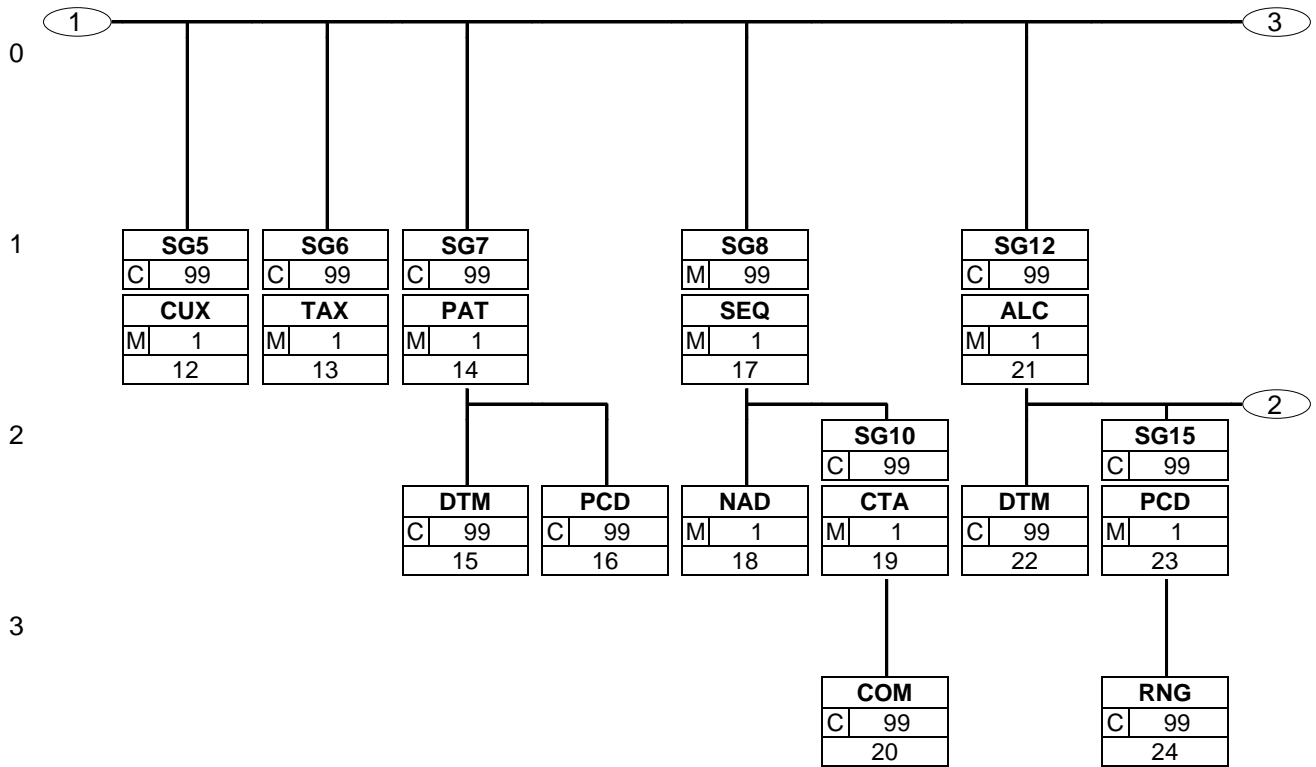 1 3
0
1
SG5 SG6 SG7 SG8 SG12
C 99 C 99 C 99 M 99 C 99
CUX TAX PAT SEQ ALC
M 1 M 1 M 1 M 1 M 1
12 13 14 17 21
2
2
SG10 SG15
C 99 C 99
DTM PCD NAD CTA DTM PCD
C 99 C 99 M 1 M 1 C 99 M 1
15 16 18 19 22 23
3
COM RNG
C 99 C 99
20 24